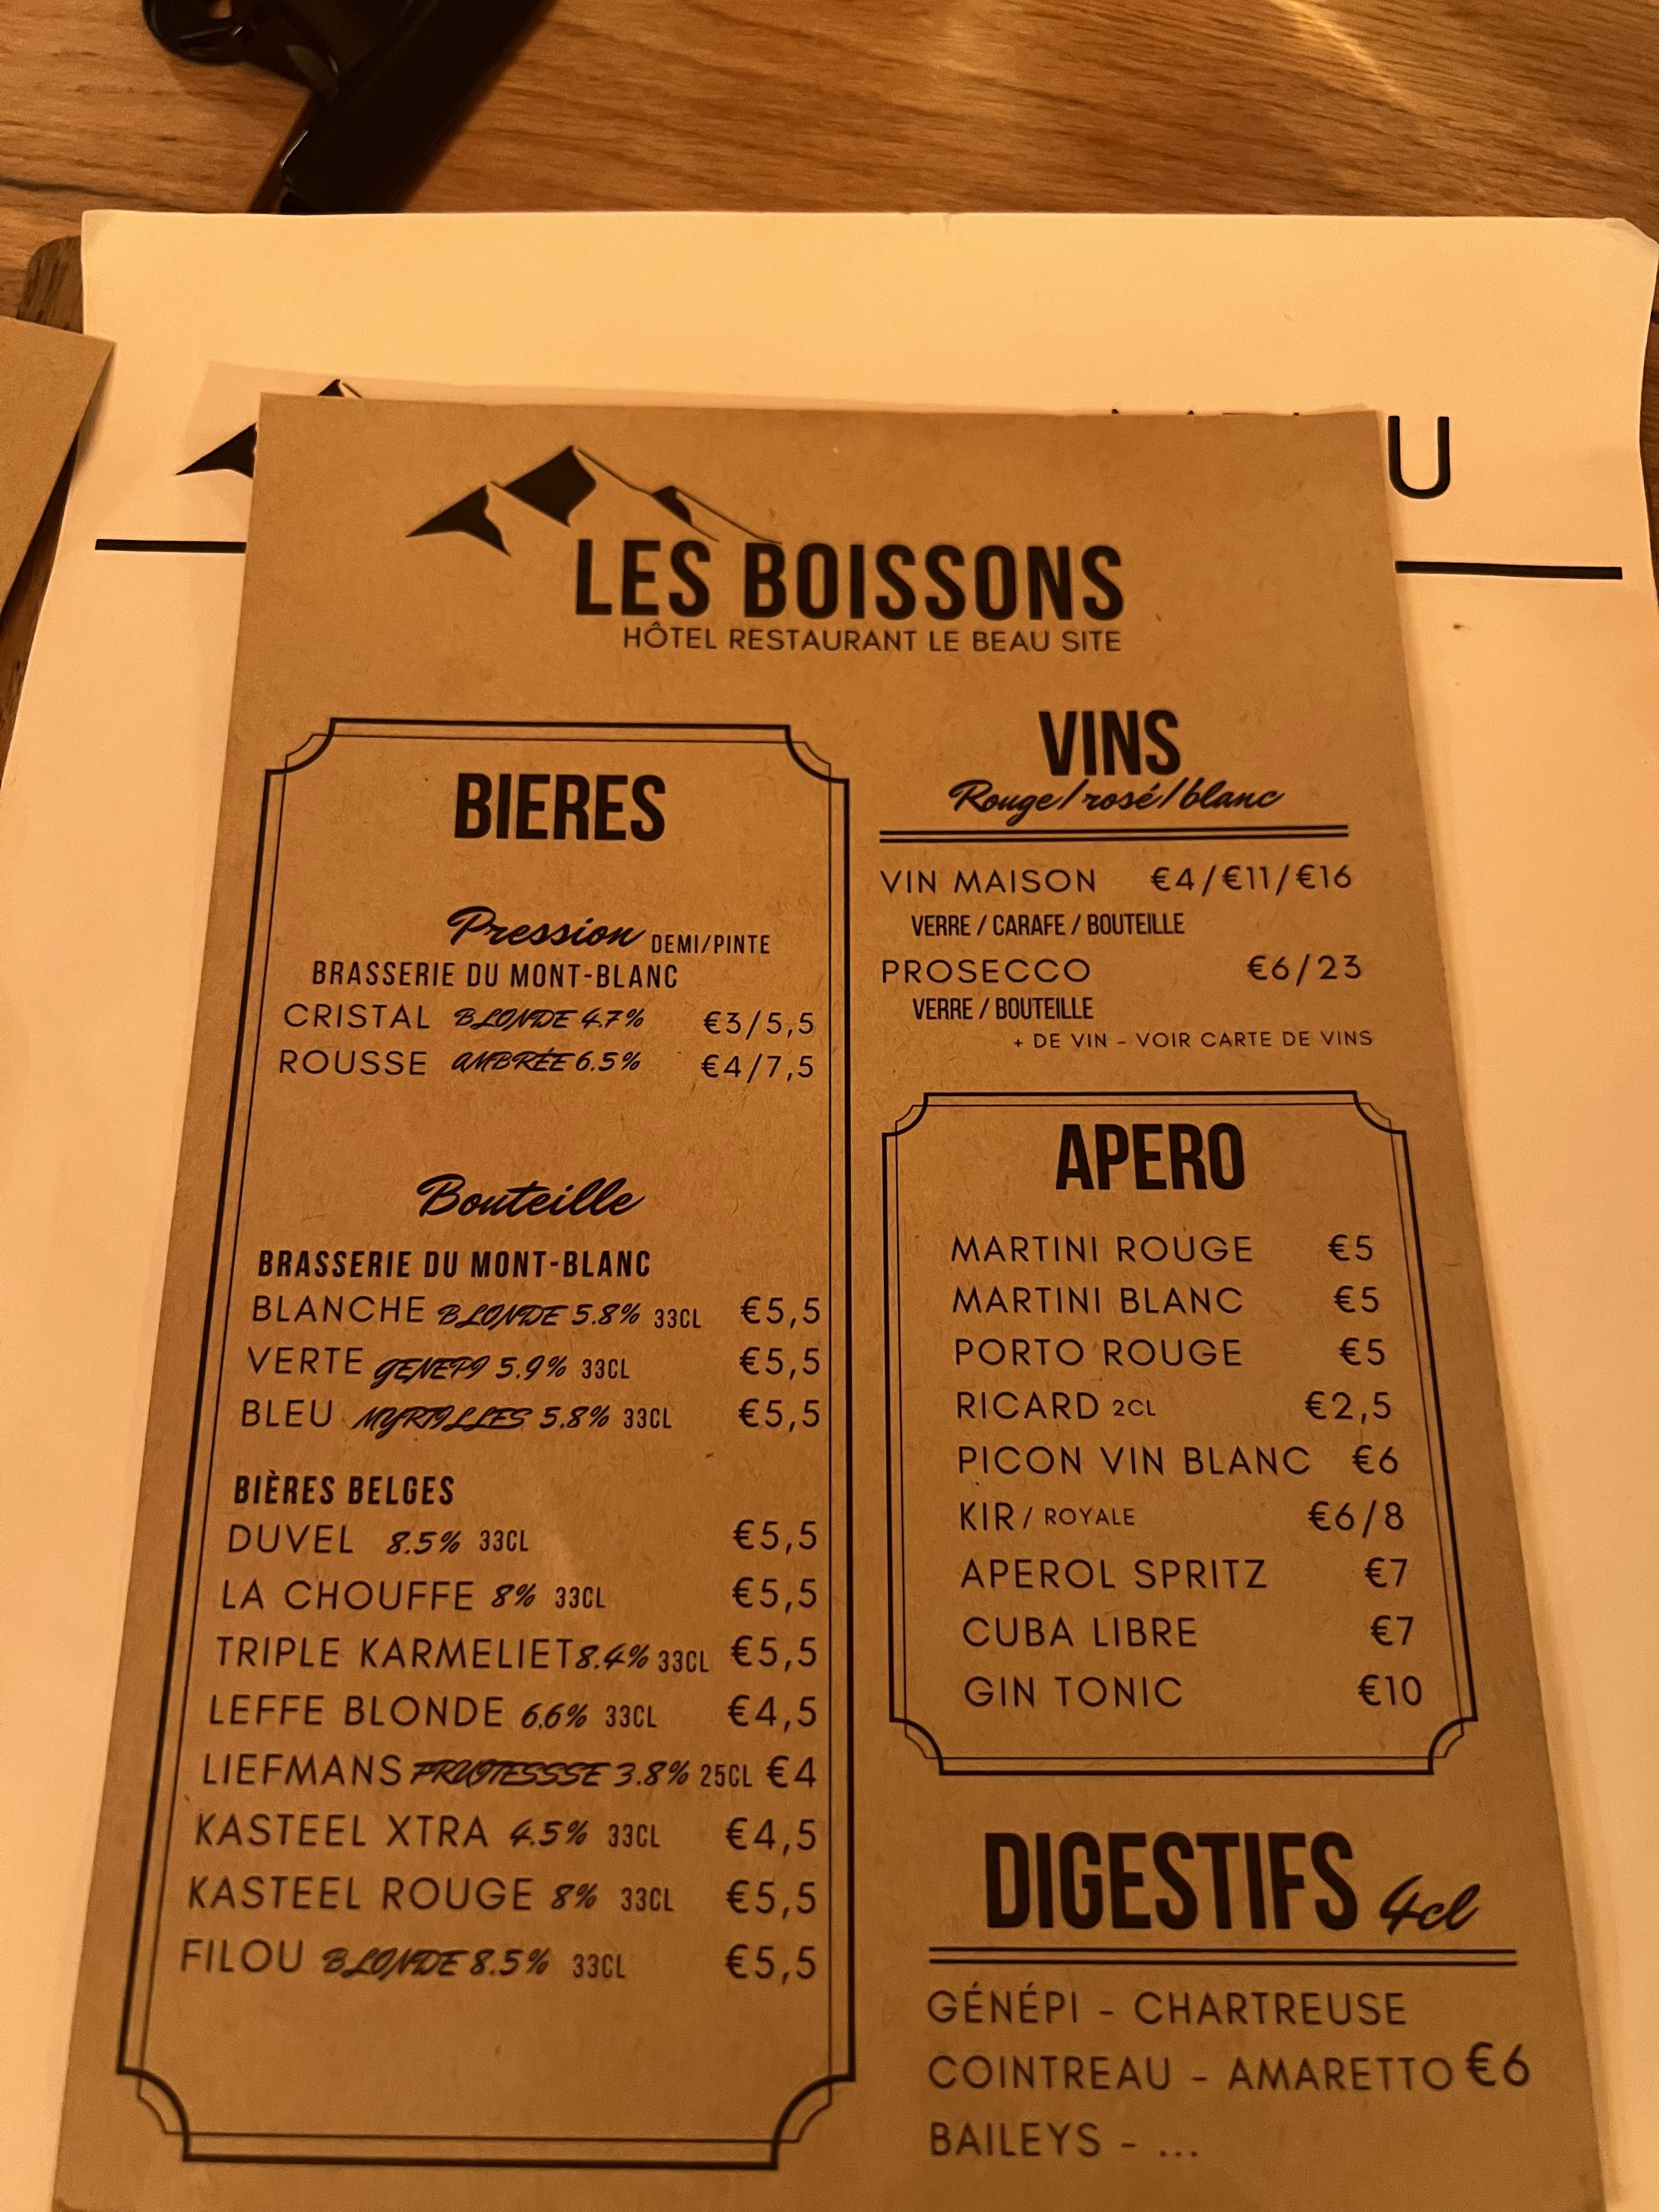 U
LES BOISSONS
HÔTEL RESTAURANT LE BEAU SITE
BIERES
Pression DEMI/PINTE
BRASSERIE DU MONT-BLANC
CRISTAL BLONDE 4.7% €3/5,5
ROUSSE AMBRÉE 6.5% €4/7,5
Bouteille
BRASSERIE DU MONT-BLANC
BLANCHE BLONDE 5.8% 33CL €5,5
VERTE GENEPI 5.9% 33CL €5,5
BLEU MYRTILLES 5.8% 33CL €5,5
BIÈRES BELGES
DUVEL 8.5% 33CL €5,5
LA CHOUFFE 8% 33CL €5,5
TRIPLE KARMELIET 8.4% 33CL €5,5
LEFFE BLONDE 6.6% 33CL €4,5
LIEFMANS FRUITESSSE 3.8% 25CL €4
KASTEEL XTRA 4.5% 33CL €4,5
KASTEEL ROUGE 8% 33CL €5,5
FILOU BLONDE 8.5% 33CL €5,5
VINS
Rouge/rosé/blanc
VIN MAISON €4/€11/€16
VERRE / CARAFE / BOUTEILLE
PROSECCO €6/23
VERRE / BOUTEILLE
+ DE VIN - VOIR CARTE DE VINS
APERO
MARTINI ROUGE €5
MARTINI BLANC €5
PORTO ROUGE €5
RICARD 2CL €2,5
PICON VIN BLANC €6
KIR / ROYALE €6/8
APEROL SPRITZ €7
CUBA LIBRE €7
GIN TONIC €10
DIGESTIFS 4cl
GÉNÉPI - CHARTREUSE
COINTREAU - AMARETTO €6
BAILEYS - ...